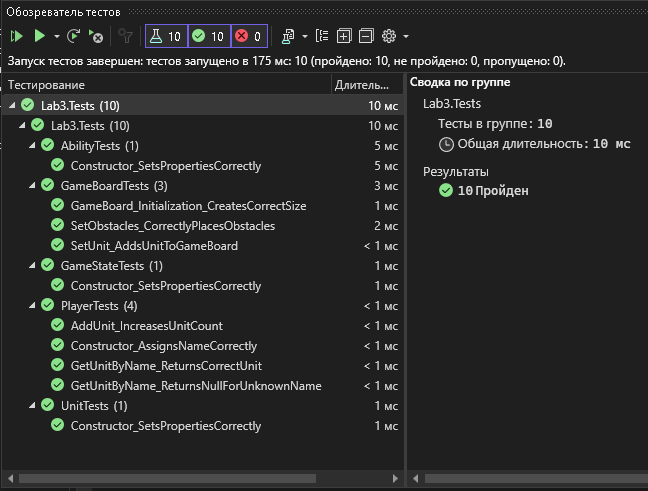 Обозреватель тестов
10 10 0
Запуск тестов завершен: тестов запущено в 175 мс: 10 (пройдено: 10, не пройдено: 0, пропущено: 0).
Тестирование Длитель...
Lab3.Tests (10) 10 мс
Lab3.Tests (10) 10 мс
AbilityTests (1) 5 мс
Constructor_SetsPropertiesCorrectly 5 мс
GameBoardTests (3) 3 мс
GameBoard_Initialization_CreatesCorrectSize 1 мс
SetObstacles_CorrectlyPlacesObstacles 2 мс
SetUnit_AddsUnitToGameBoard < 1 мс
GameStateTests (1) 1 мс
Constructor_SetsPropertiesCorrectly 1 мс
PlayerTests (4) < 1 мс
AddUnit_IncreasesUnitCount < 1 мс
Constructor_AssignsNameCorrectly < 1 мс
GetUnitByName_ReturnsCorrectUnit < 1 мс
GetUnitByName_ReturnsNullForUnknownName < 1 мс
UnitTests (1) 1 мс
Constructor_SetsPropertiesCorrectly 1 мс
Сводка по группе
Lab3.Tests
Тесты в группе: 10
Общая длительность: 10 мс
Результаты
10 Пройден